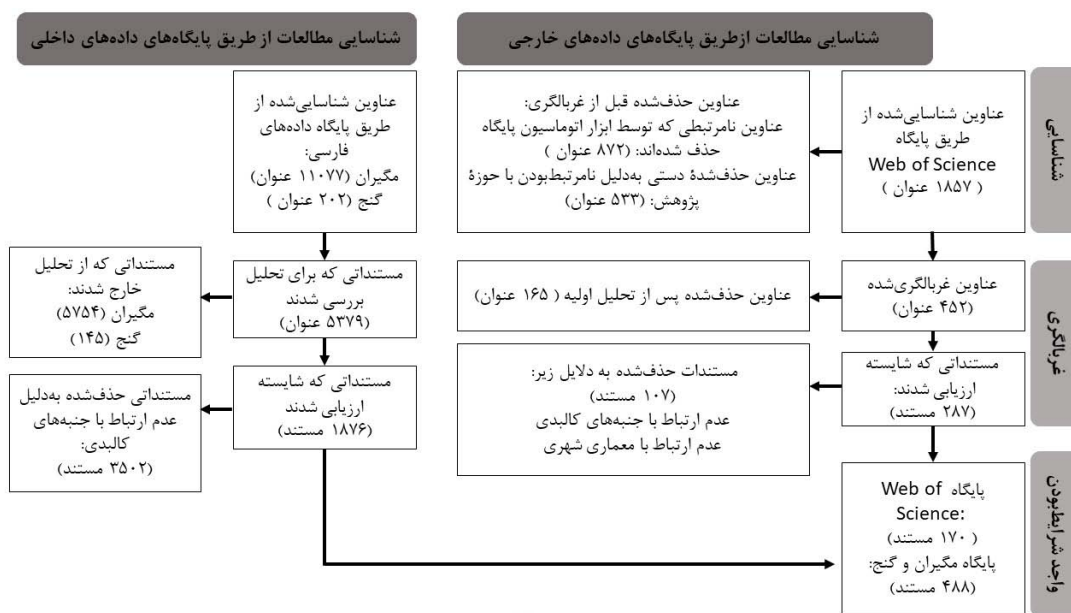 شناسایی مطالعات ازطریق پایگاه‌های داده‌های خارجی
شناسایی مطالعات از طریق پایگاه‌های داده‌های داخلی
شناسایی
عناوین شناسایی‌شده از
طریق پایگاه
Web of Science
( ۱۸۵۷ عنوان )
عناوین حذف‌شده قبل از غربالگری:
عناوین نامرتبطی که توسط ابزار اتوماسیون پایگاه
حذف شده‌اند: (۸۷۲ عنوان )
عناوین حذف‌شدهٔ دستی به‌دلیل نامرتبط‌بودن با حوزهٔ
پژوهش: (۵۳۳ عنوان)
عناوین شناسایی‌شده از
طریق پایگاه داده‌های
فارسی:
مگیران (۱۱۰۷۷ عنوان)
گنج (۲۰۲ عنوان )
غربالگری
عناوین غربالگری‌شده
(۴۵۲ عنوان)
عناوین حذف‌شده پس از تحلیل اولیه ( ۱۶۵ عنوان)
مستنداتی که برای تحلیل
بررسی شدند
(۵۳۷۹ عنوان)
مستنداتی که از تحلیل
خارج شدند:
مگیران (۵۷۵۴)
گنج (۱۴۵)
مستنداتی که شایسته
ارزیابی شدند:
(۲۸۷ مستند)
مستندات حذف‌شده به دلایل زیر:
(۱۰۷ مستند)
عدم ارتباط با جنبه‌های کالبدی
عدم ارتباط با معماری شهری
مستنداتی که شایسته
ارزیابی شدند
(۱۸۷۶ مستند)
مستنداتی حذف‌شده به‌دلیل
عدم ارتباط با جنبه‌های
کالبدی:
(۳۵۰۲ مستند)
واجد شرایط‌بودن
پایگاه Web of
Science:
( ۱۷۰ مستند)
پایگاه مگیران و گنج:
(۴۸۸ مستند)